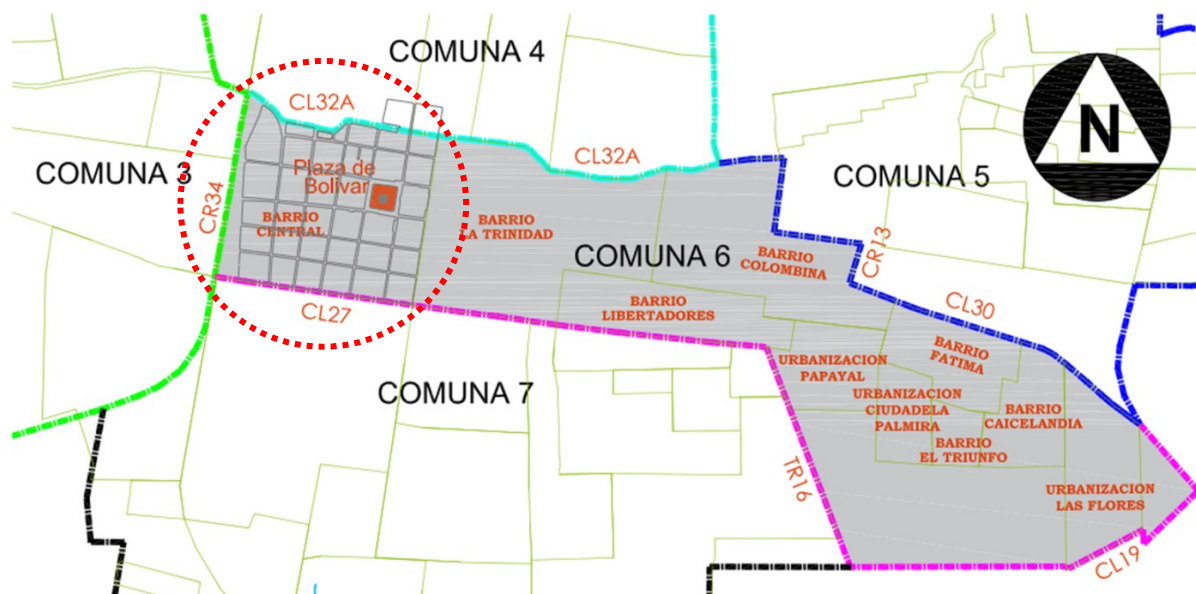 COMUNA 4
CL32A
CL32A
COMUNA 3
CR34
Plaza de
Bolivar
BARRIO
CENTRAL
BARRIO
LA TRINIDAD
COMUNA 6
BARRIO
COLOMBINA
COMUNA 5
N
CR13
CL30
CL27
BARRIO
LIBERTADORES
BARRIO
FATIMA
COMUNA 7
URBANIZACION
PAPAYAL
URBANIZACION
CIUDADELA
PALMIRA
BARRIO
CAICELANDIA
BARRIO
EL TRIUNFO
TR16
URBANIZACION
LAS FLORES
CL19